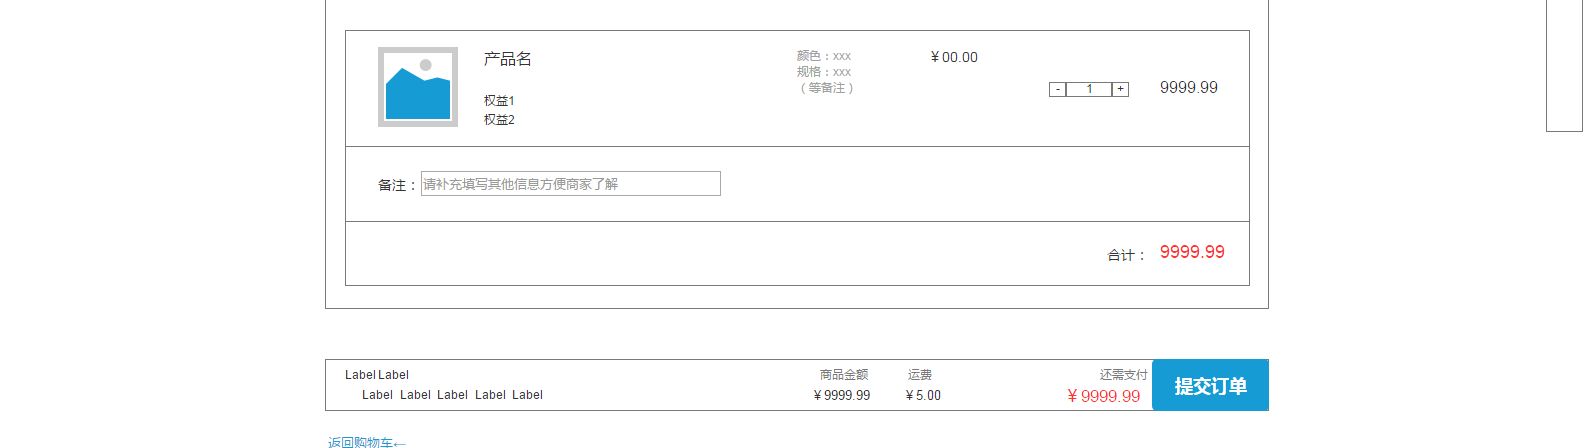 产品名
权益1
权益2
颜色：xxx
规格：xxx
（等备注）
￥00.00
- 1 +
9999.99
备注：请补充填写其他信息方便商家了解
合计： 9999.99
Label Label
Label Label Label Label Label
商品金额 运费 还需支付
￥9999.99 ￥5.00 ￥9999.99
提交订单
返回购物车←